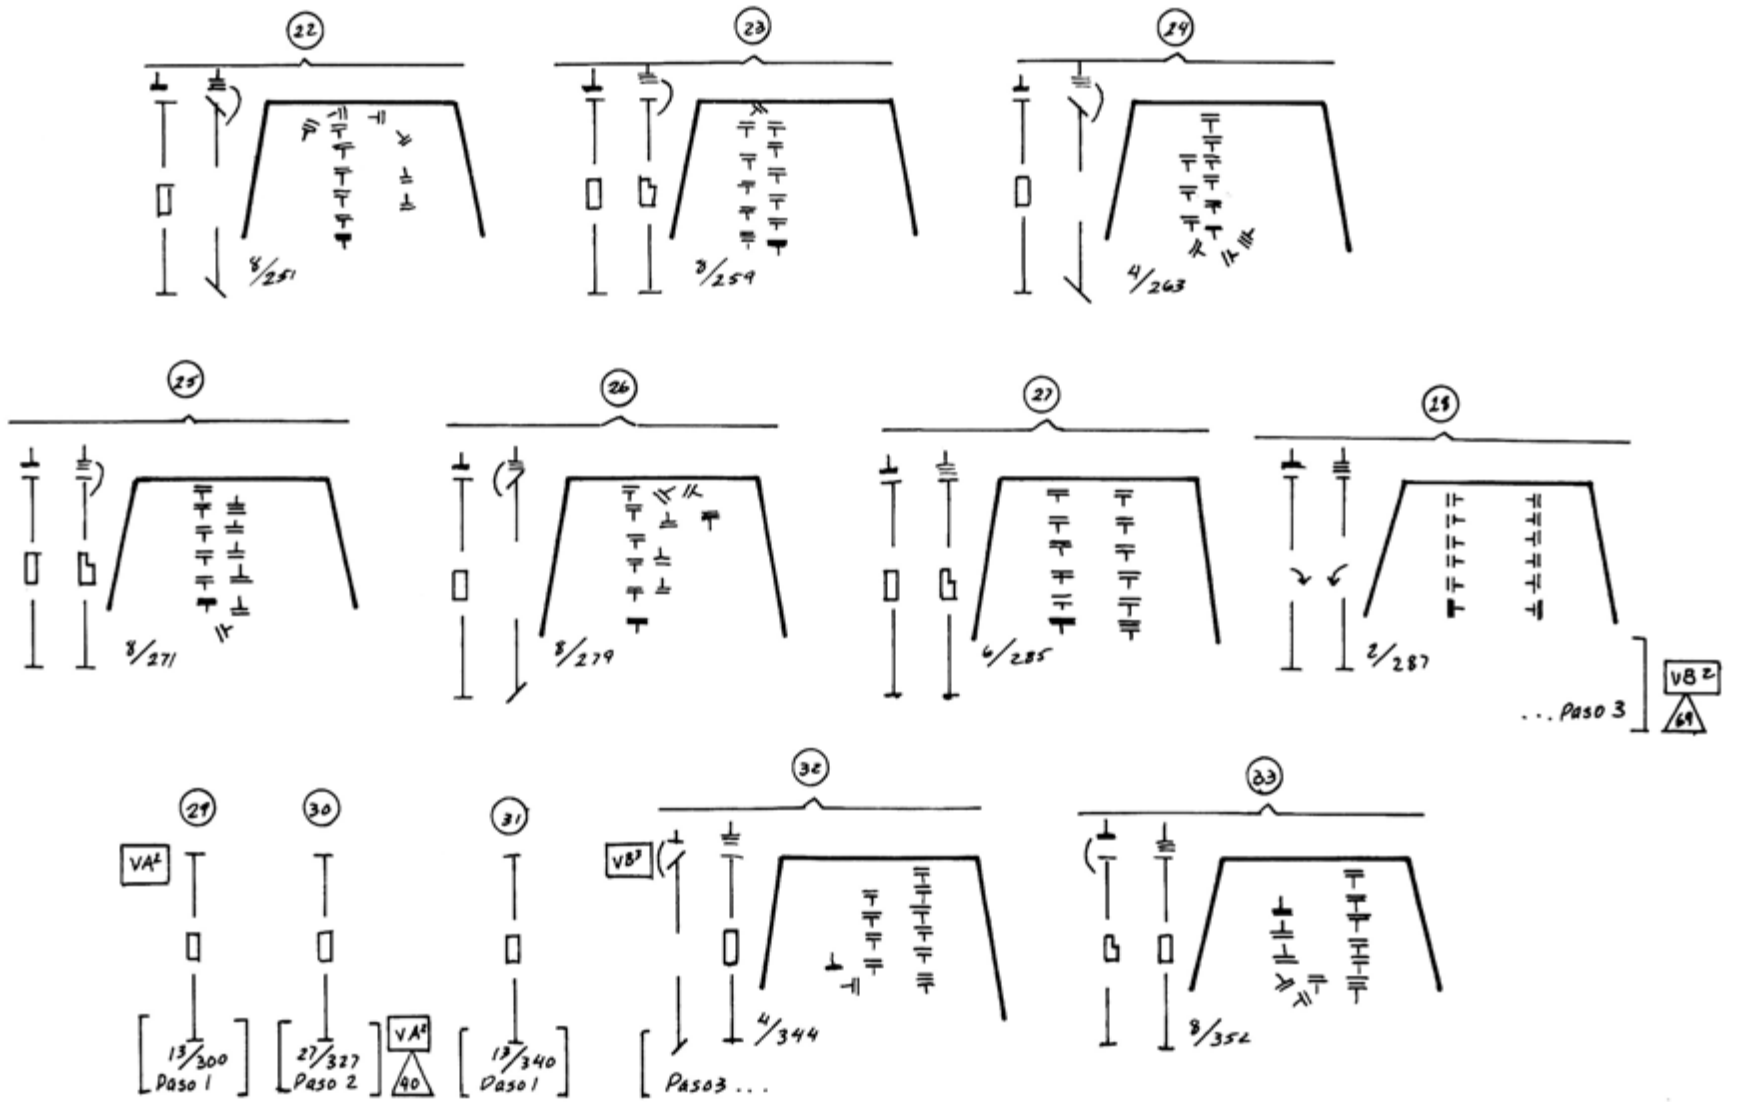 22 23 24
8/251 8/259 4/263
25 26 27 28
8/271 8/279 6/285 2/287
VB²
... Paso 3
69
29 30 31 32 33
VA² VB³
13/300 27/327 VA² 13/340 4/344 8/352
Paso 1 Paso 2 40 Paso 1 Paso3 ...